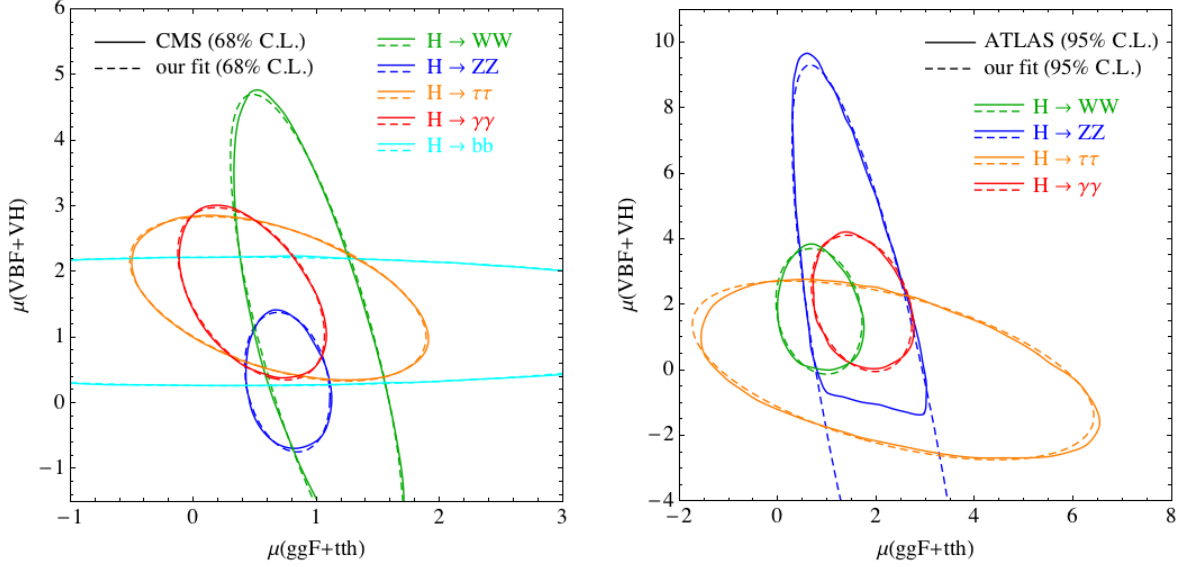 CMS (68% C.L.)
our fit (68% C.L.)
H → WW
H → ZZ
H → ττ
H → γγ
H → bb
6
5
4
3
2
1
0
−1
μ(VBF+VH)
−1
0
1
2
3
μ(ggF+tth)
ATLAS (95% C.L.)
our fit (95% C.L.)
H → WW
H → ZZ
H → ττ
H → γγ
10
8
6
4
2
0
−2
−4
μ(VBF+VH)
−2
0
2
4
6
8
μ(ggF+tth)